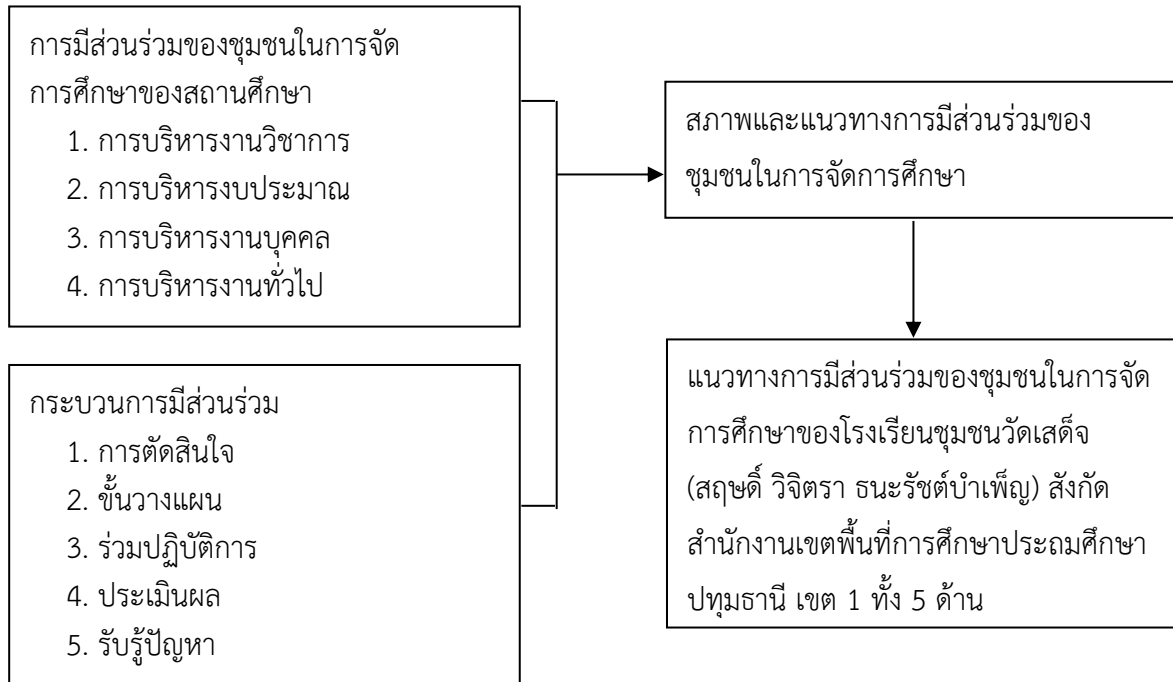 การมีส่วนร่วมของชุมชนในการจัด
การศึกษาของสถานศึกษา
1. การบริหารงานวิชาการ
2. การบริหารงบประมาณ
3. การบริหารงานบุคคล
4. การบริหารงานทั่วไป
กระบวนการมีส่วนร่วม
1. การตัดสินใจ
2. ขั้นวางแผน
3. ร่วมปฏิบัติการ
4. ประเมินผล
5. รับรู้ปัญหา
สภาพและแนวทางการมีส่วนร่วมของ
ชุมชนในการจัดการศึกษา
แนวทางการมีส่วนร่วมของชุมชนในการจัด
การศึกษาของโรงเรียนชุมชนวัดเสด็จ
(สฤษดิ์ วิจิตรา ธนะรัชต์บำเพ็ญ) สังกัด
สำนักงานเขตพื้นที่การศึกษาประถมศึกษา
ปทุมธานี เขต 1 ทั้ง 5 ด้าน